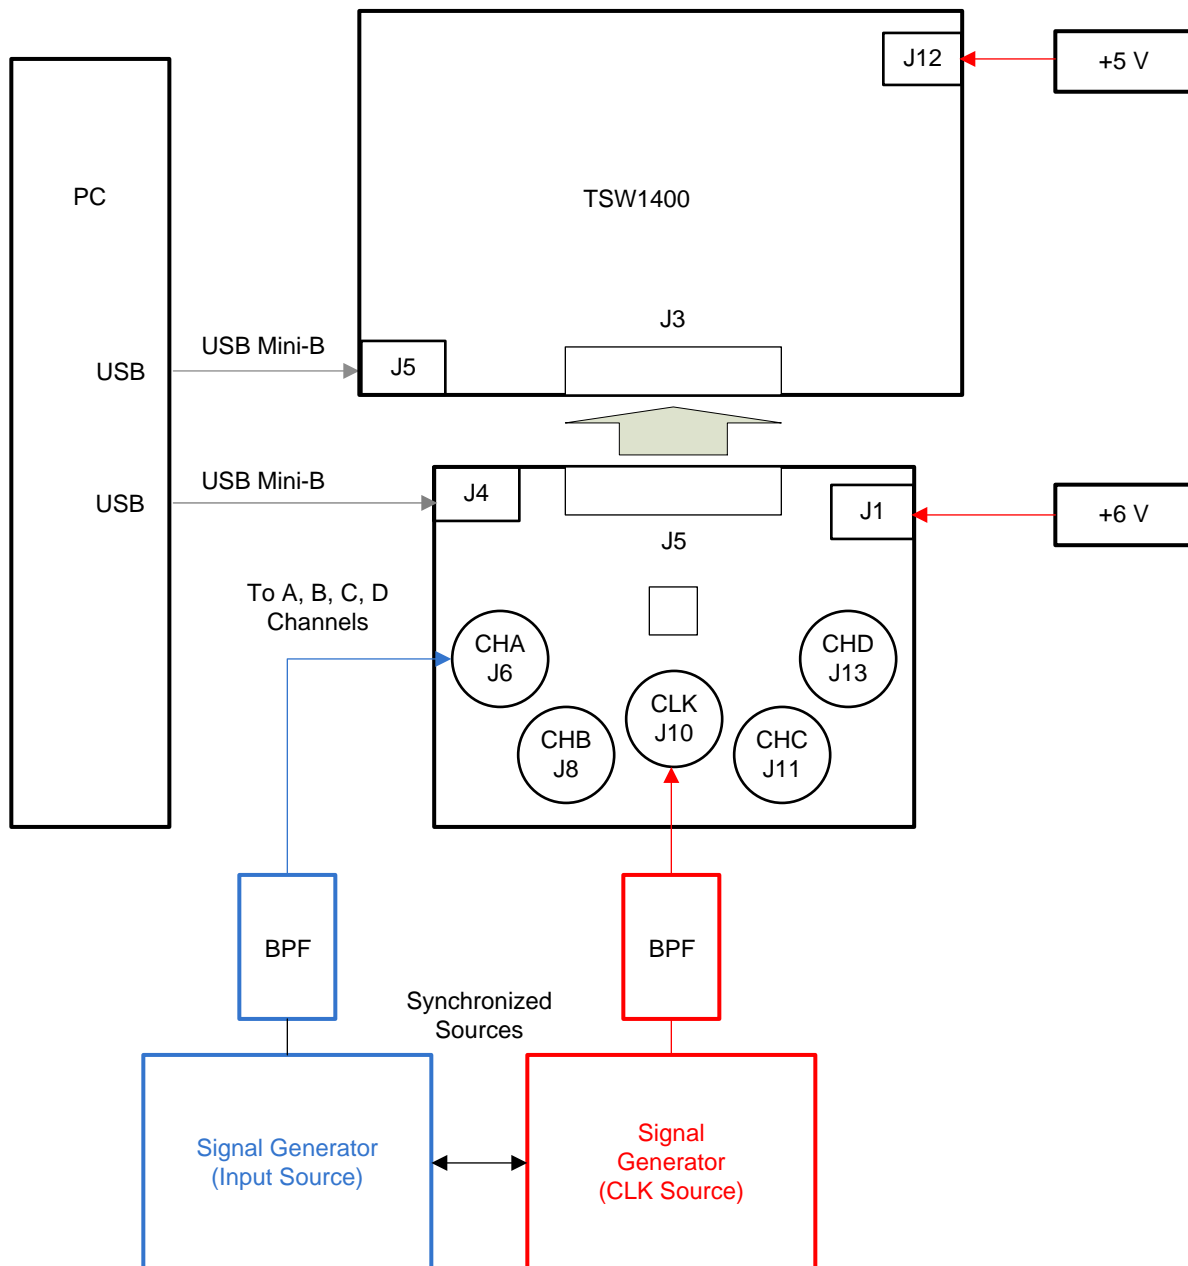 J12
+5 V
PC
TSW1400
J3
USB Mini-B
USB
J5
USB Mini-B
USB
J4
J1
+6 V
J5
To A, B, C, D
Channels
CHA
J6
CHD
J13
CLK
J10
CHB
J8
CHC
J11
BPF
BPF
Synchronized
Sources
Signal Generator
(Input Source)
Signal
Generator
(CLK Source)